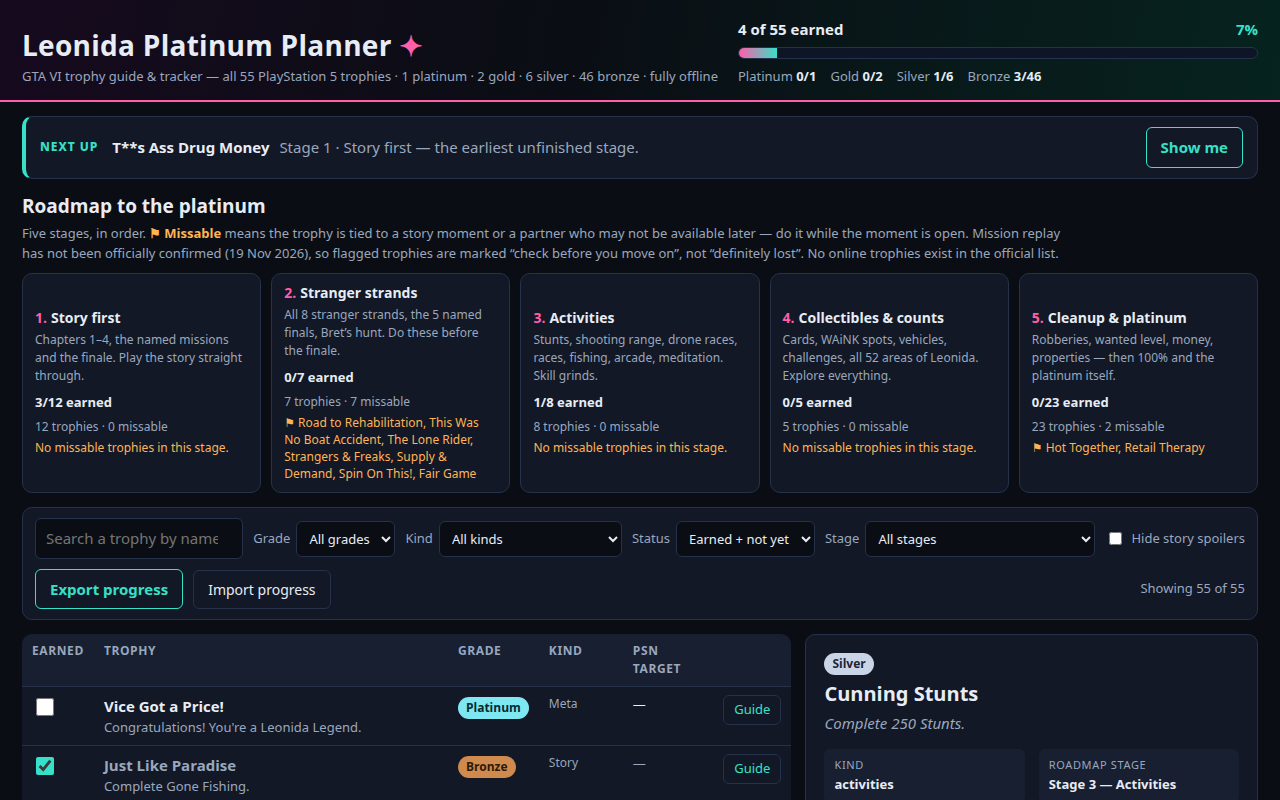 Leonida Platinum Planner ✦
GTA VI trophy guide & tracker — all 55 PlayStation 5 trophies · 1 platinum · 2 gold · 6 silver · 46 bronze · fully offline
4 of 55 earned
7%
Platinum 0/1 Gold 0/2 Silver 1/6 Bronze 3/46
NEXT UP T**s Ass Drug Money Stage 1 · Story first — the earliest unfinished stage.
Show me
Roadmap to the platinum
Five stages, in order. ⚑ Missable means the trophy is tied to a story moment or a partner who may not be available later — do it while the moment is open. Mission replay
has not been officially confirmed (19 Nov 2026), so flagged trophies are marked “check before you move on”, not “definitely lost”. No online trophies exist in the official list.
1. Story first
Chapters 1–4, the named missions
and the finale. Play the story straight
through.
3/12 earned
12 trophies · 0 missable
No missable trophies in this stage.
2. Stranger strands
All 8 stranger strands, the 5 named
finals, Bret’s hunt. Do these before
the finale.
0/7 earned
7 trophies · 7 missable
⚑ Road to Rehabilitation, This Was
No Boat Accident, The Lone Rider,
Strangers & Freaks, Supply &
Demand, Spin On This!, Fair Game
3. Activities
Stunts, shooting range, drone races,
races, fishing, arcade, meditation.
Skill grinds.
1/8 earned
8 trophies · 0 missable
No missable trophies in this stage.
4. Collectibles & counts
Cards, WAiNK spots, vehicles,
challenges, all 52 areas of Leonida.
Explore everything.
0/5 earned
5 trophies · 0 missable
No missable trophies in this stage.
5. Cleanup & platinum
Robberies, wanted level, money,
properties — then 100% and the
platinum itself.
0/23 earned
23 trophies · 2 missable
⚑ Hot Together, Retail Therapy
Search a trophy by name
Grade All grades
Kind All kinds
Status Earned + not yet
Stage All stages
Hide story spoilers
Export progress
Import progress
Showing 55 of 55
EARNED TROPHY GRADE KIND PSN
TARGET
Vice Got a Price!
Congratulations! You're a Leonida Legend.
Platinum
Meta
—
Guide
Just Like Paradise
Complete Gone Fishing.
Bronze
Story
—
Guide
Silver
Cunning Stunts
Complete 250 Stunts.
KIND
activities
ROADMAP STAGE
Stage 3 — Activities